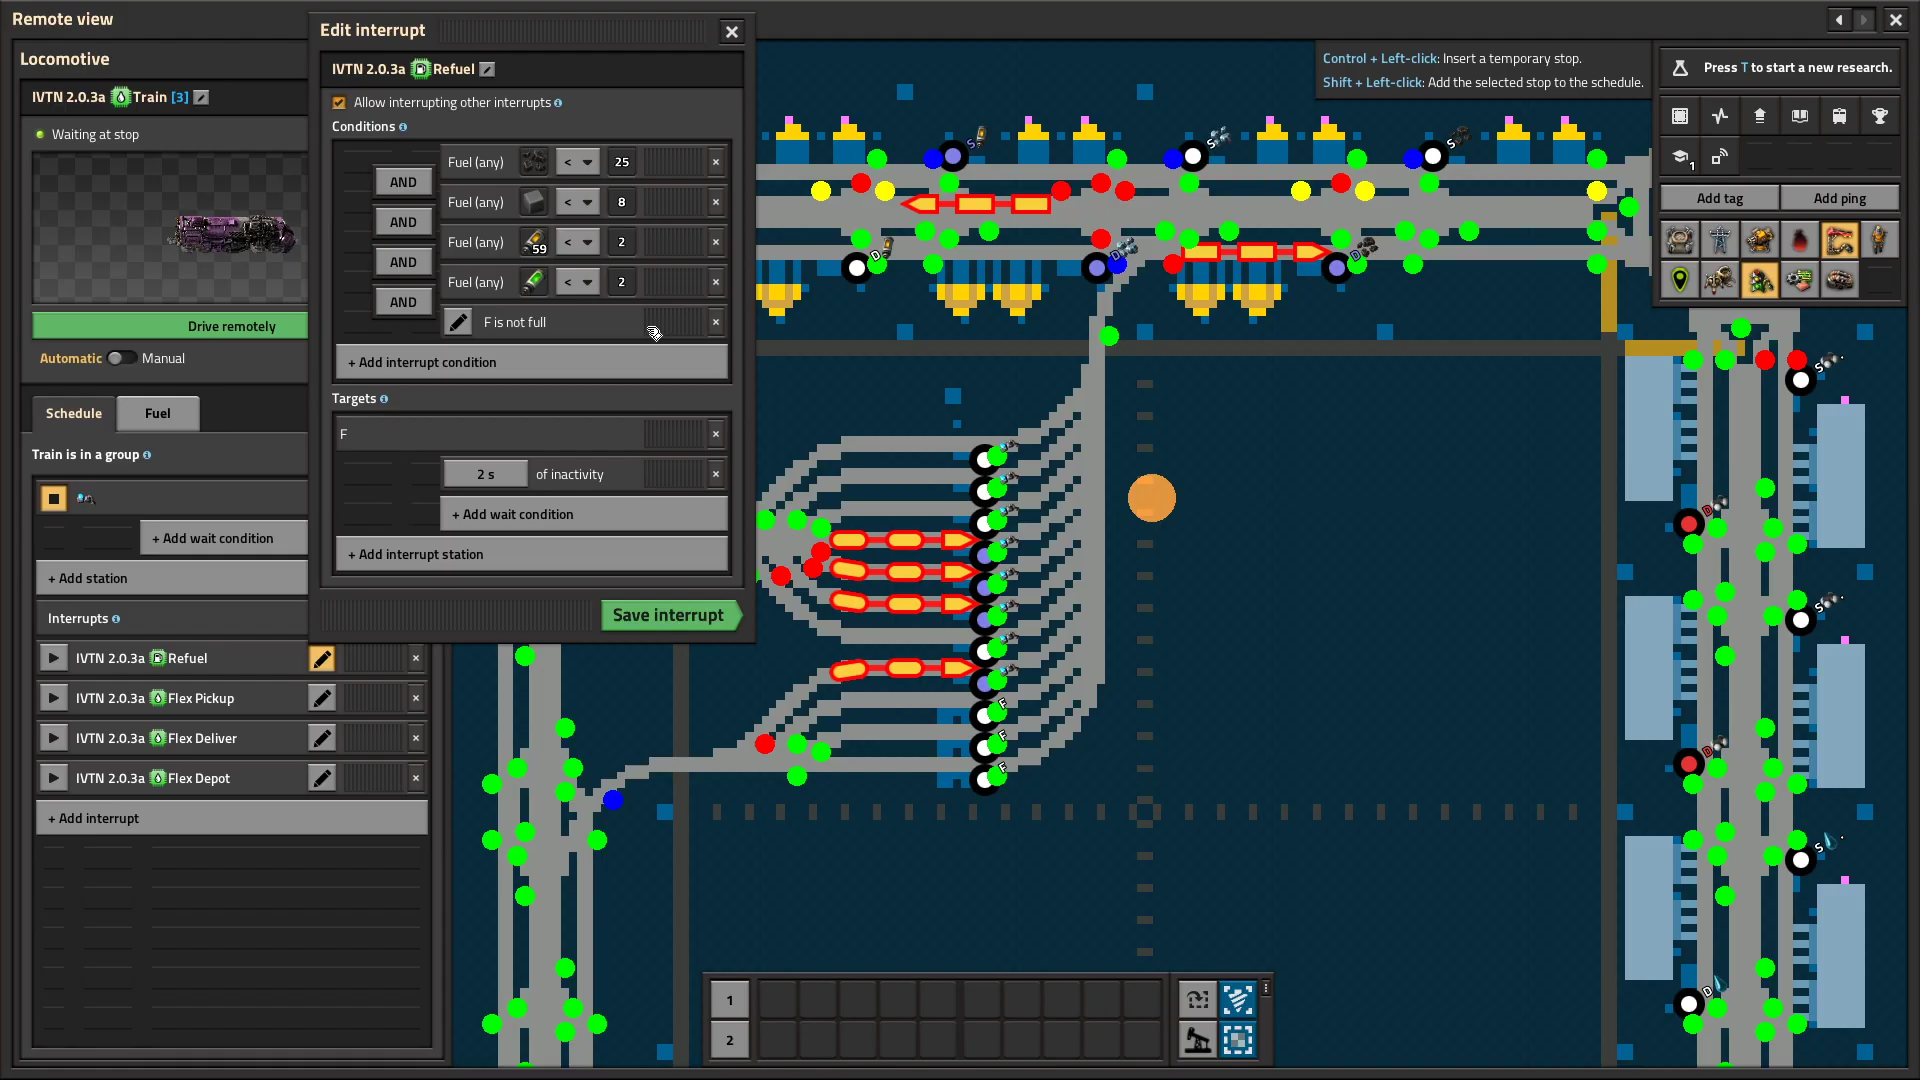 Remote view
Locomotive
IVTN 2.0.3a Train [3]
Waiting at stop
Drive remotely
Automatic Manual
Schedule Fuel
Train is in a group
+ Add wait condition
+ Add station
Interrupts
IVTN 2.0.3a Refuel
IVTN 2.0.3a Flex Pickup
IVTN 2.0.3a Flex Deliver
IVTN 2.0.3a Flex Depot
+ Add interrupt
Edit interrupt
IVTN 2.0.3a Refuel
Allow interrupting other interrupts
Conditions
Fuel (any) < 25
AND
Fuel (any) < 8
AND
Fuel (any) 59 < 2
AND
Fuel (any) < 2
AND
F is not full
+ Add interrupt condition
Targets
F
2 s of inactivity
+ Add wait condition
+ Add interrupt station
Save interrupt
Control + Left-click: Insert a temporary stop.
Shift + Left-click: Add the selected stop to the schedule.
Press T to start a new research.
1
Add tag Add ping
S
S
S
D
D
D
F
F
F
S
D
S
D
S
D
1
2